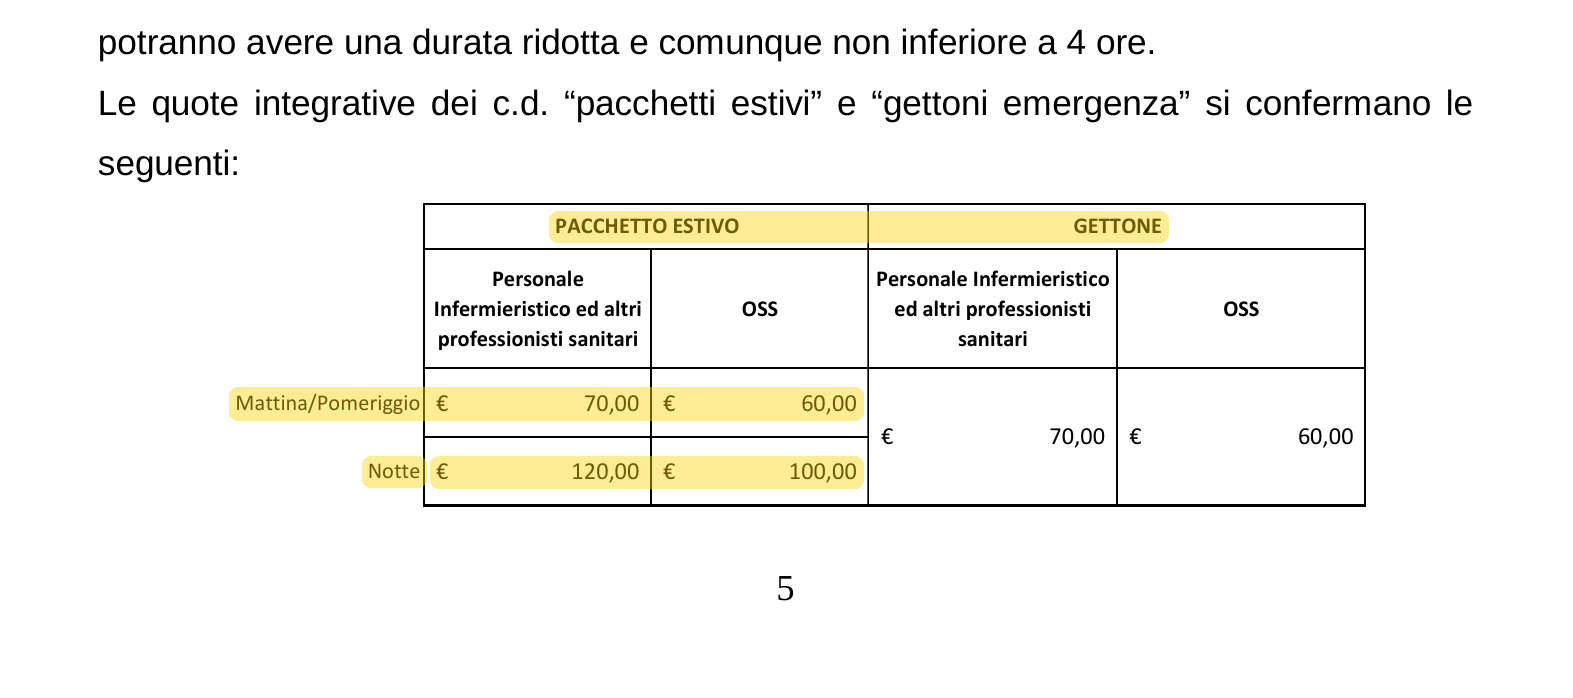 potranno avere una durata ridotta e comunque non inferiore a 4 ore.
Le quote integrative dei c.d. “pacchetti estivi” e “gettoni emergenza” si confermano le
seguenti:
PACCHETTO ESTIVO GETTONE
Personale
Infermieristico ed altri
professionisti sanitari
OSS
Personale Infermieristico
ed altri professionisti
sanitari
OSS
Mattina/Pomeriggio € 70,00 € 60,00
€ 70,00 € 60,00
Notte € 120,00 € 100,00
5